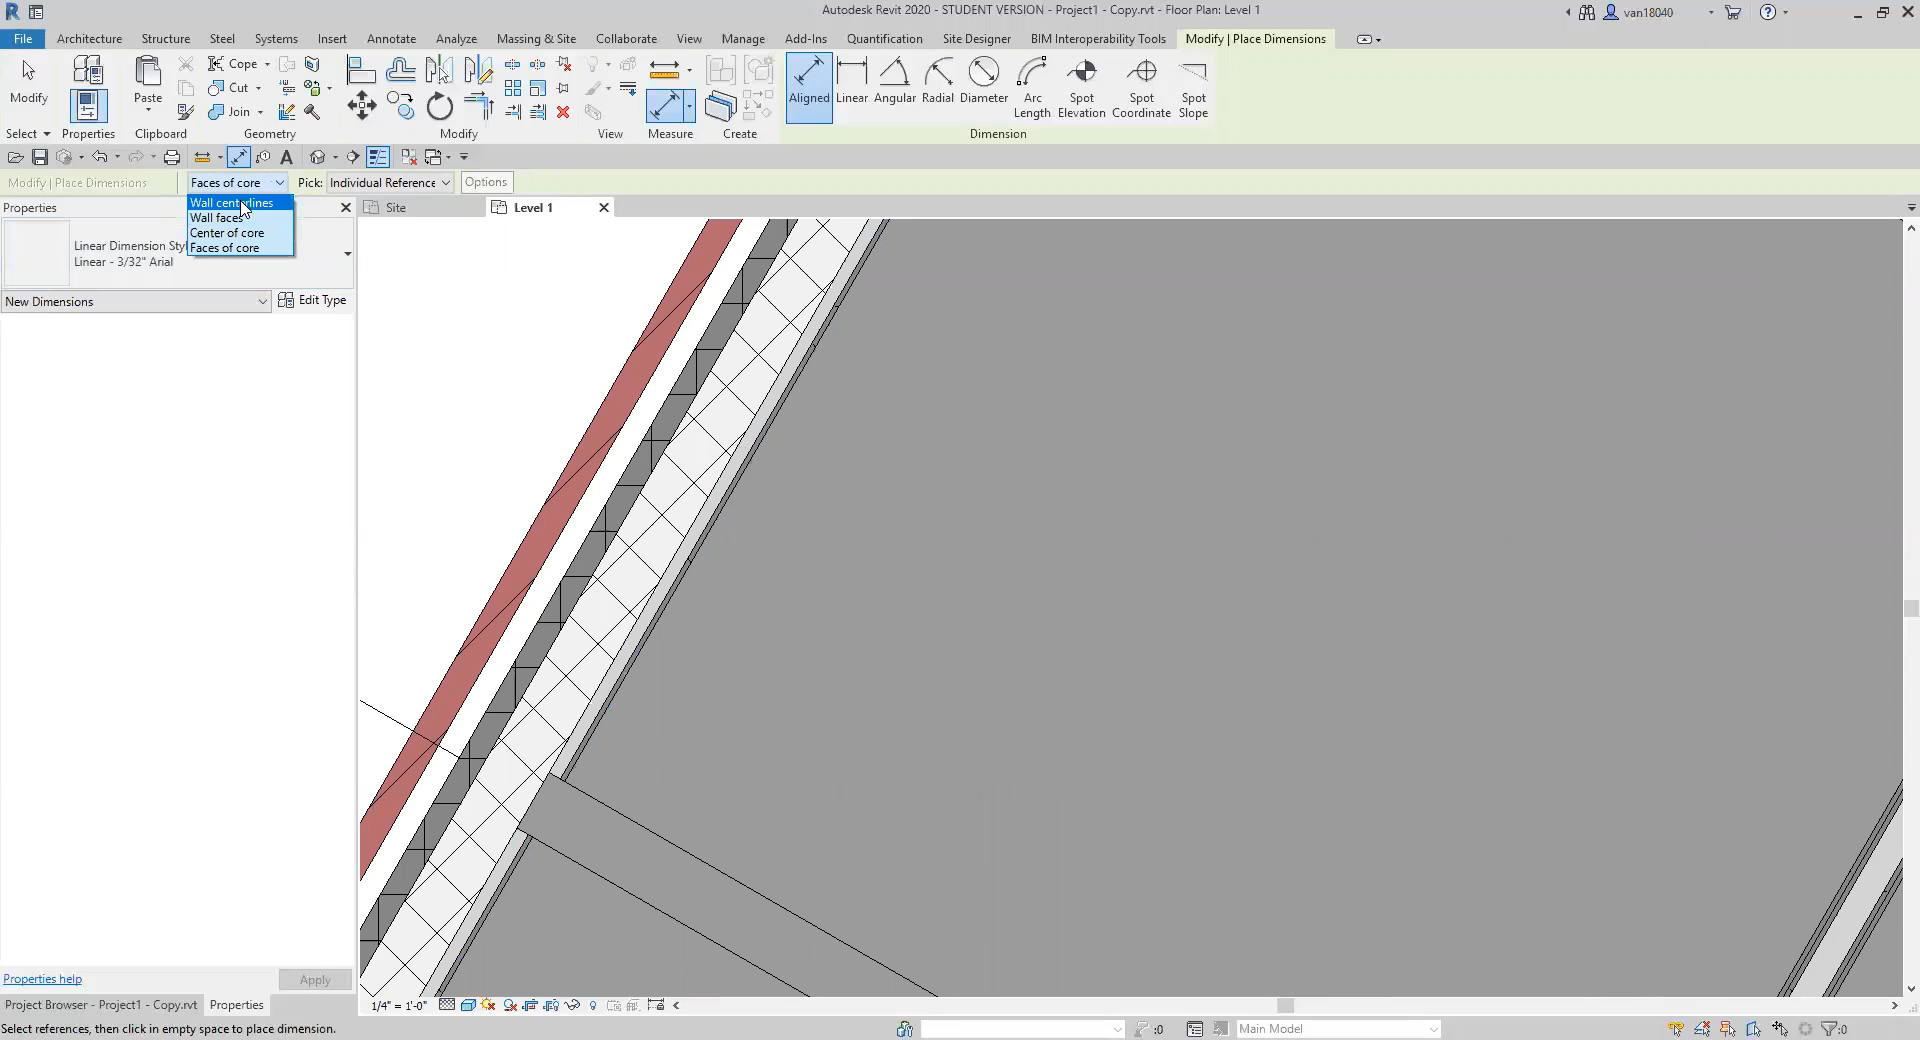 Autodesk Revit 2020 - STUDENT VERSION - Project1 - Copy.rvt - Floor Plan: Level 1
van18040
File Architecture Structure Steel Systems Insert Annotate Analyze Massing & Site Collaborate View Manage Add-Ins Quantification Site Designer BIM Interoperability Tools Modify | Place Dimensions
Modify
Paste
Cope
Cut
Join
Aligned Linear Angular Radial Diameter Arc Length Spot Elevation Spot Coordinate Spot Slope
Select Properties Clipboard Geometry Modify View Measure Create Dimension
Modify | Place Dimensions Faces of core Pick: Individual Reference Options
Wall centerlines
Wall faces
Center of core
Faces of core
Properties
Site
Level 1
Linear Dimension Styl
Linear - 3/32" Arial
New Dimensions Edit Type
Properties help Apply
Project Browser - Project1 - Copy.rvt Properties
1/4" = 1'-0"
Select references, then click in empty space to place dimension.
:0
Main Model
:0